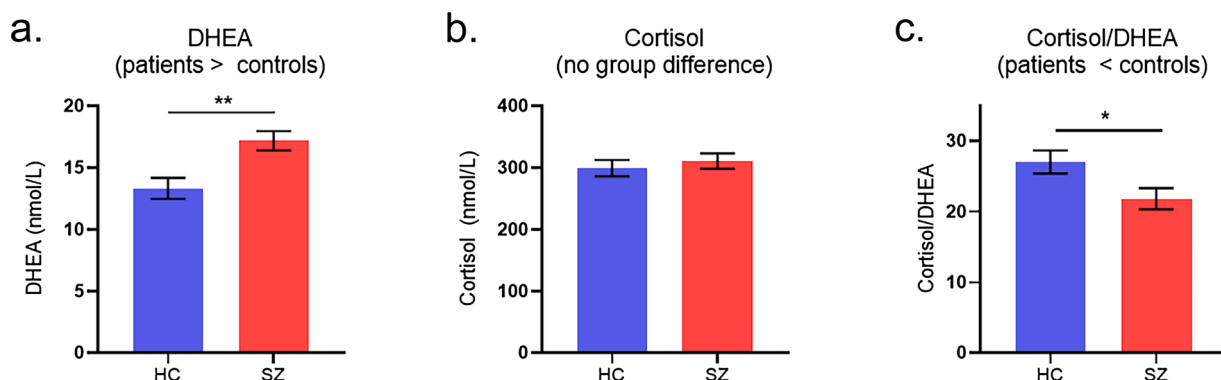 a.
DHEA
(patients > controls)
**
20
15
10
5
0
DHEA (nmol/L)
HC SZ
b.
Cortisol
(no group difference)
400
300
200
100
0
Cortisol (nmol/L)
HC SZ
c.
Cortisol/DHEA
(patients < controls)
*
30
20
10
0
Cortisol/DHEA
HC SZ